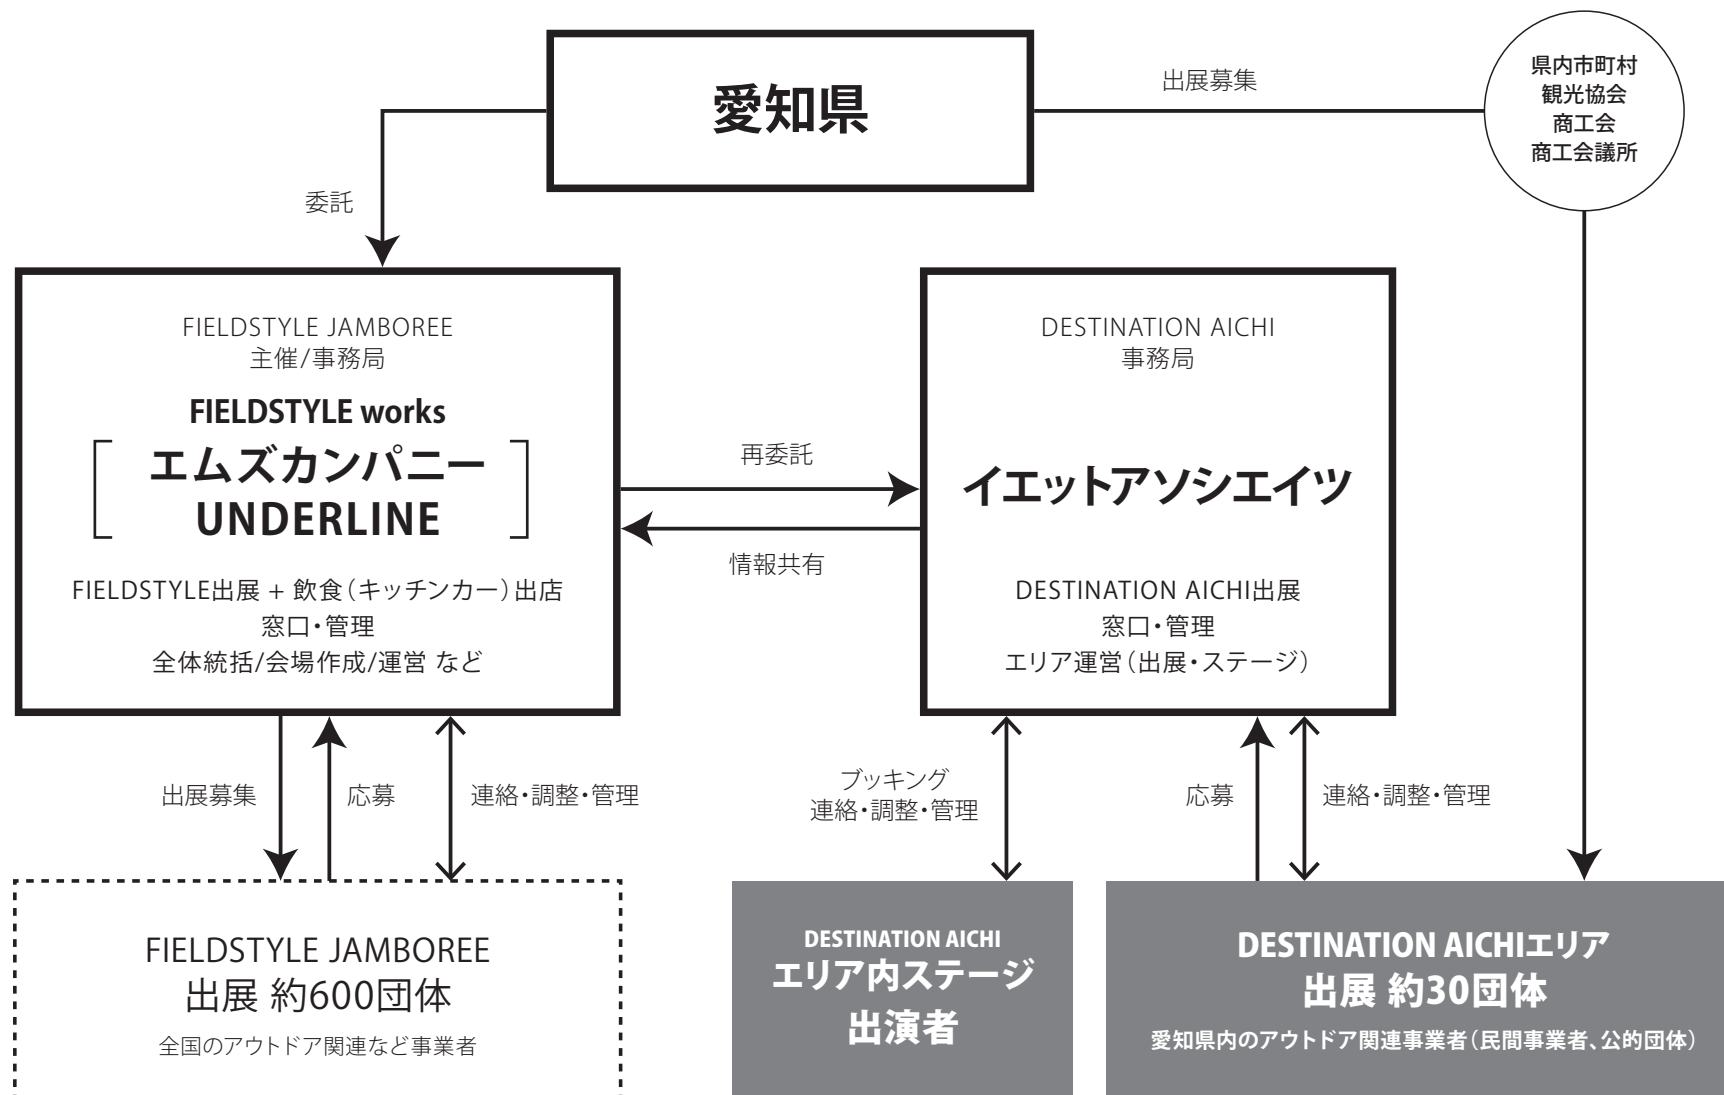 愛知県
出展募集
県内市町村
観光協会
商工会
商工会議所
委託
FIELDSTYLE JAMBOREE
主催/事務局
FIELDSTYLE works
エムズカンパニー
UNDERLINE
FIELDSTYLE出展 + 飲食(キッチンカー)出店
窓口・管理
全体統括/会場作成/運営 など
再委託
情報共有
DESTINATION AICHI
事務局
イエットアソシエイツ
DESTINATION AICHI出展
窓口・管理
エリア運営(出展・ステージ)
出展募集
応募
連絡・調整・管理
ブッキング
連絡・調整・管理
応募
連絡・調整・管理
FIELDSTYLE JAMBOREE
出展 約600団体
全国のアウトドア関連など事業者
DESTINATION AICHI
エリア内ステージ
出演者
DESTINATION AICHIエリア
出展 約30団体
愛知県内のアウトドア関連事業者(民間事業者、公的団体)